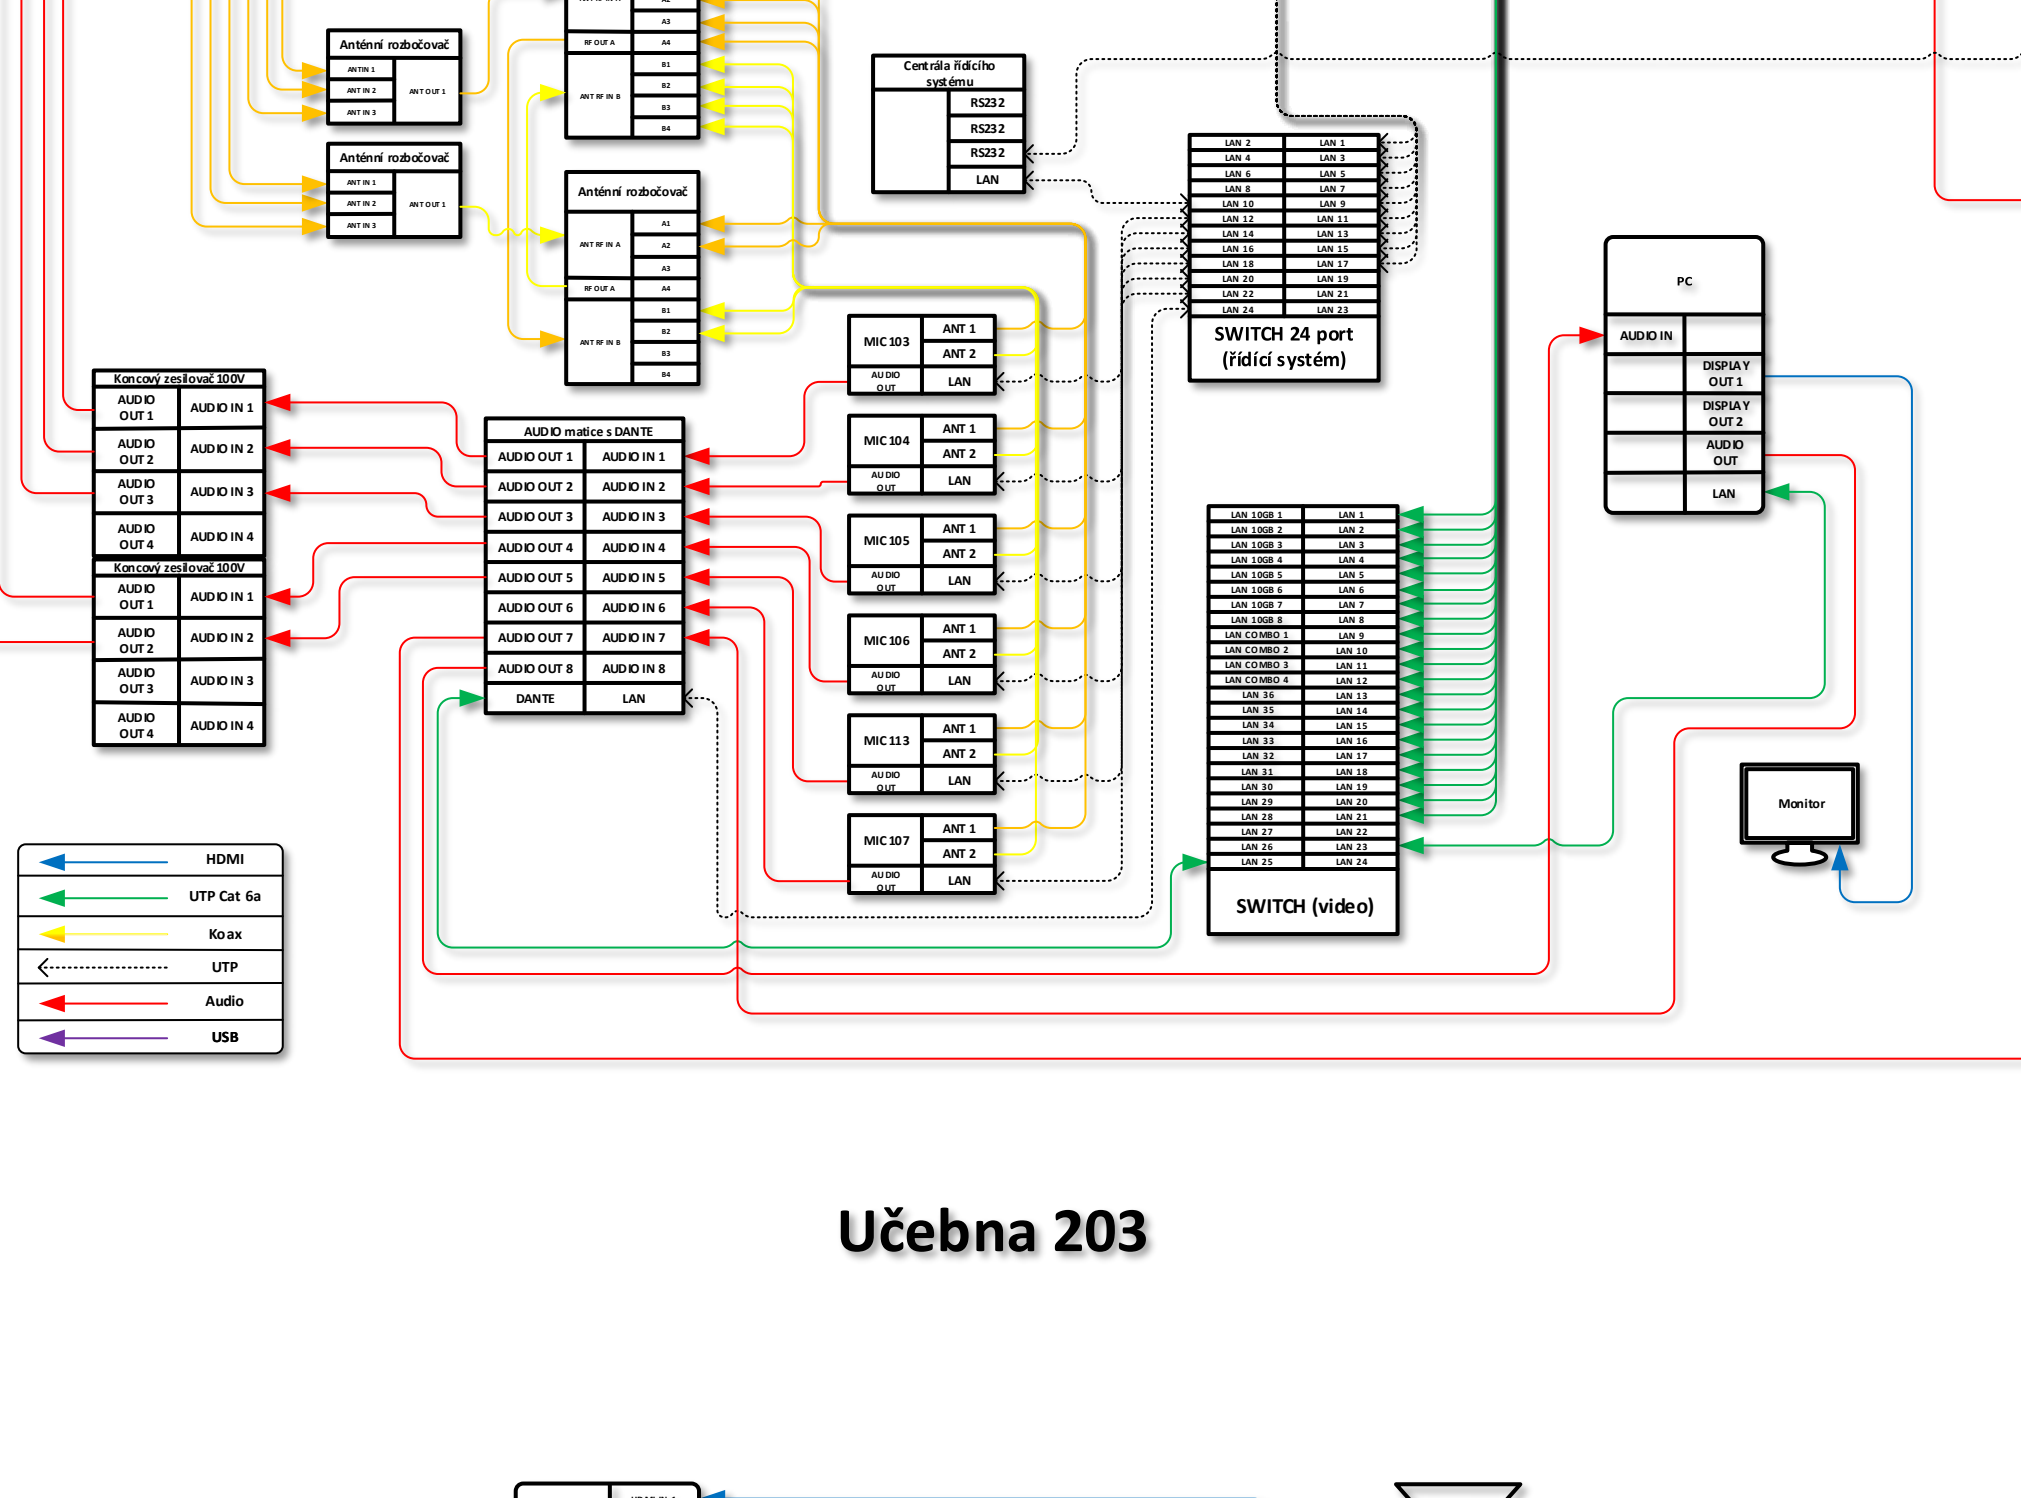 Anténní rozbočovač
ANT IN 1
ANT IN 2
ANT IN 3
ANT OUT 1
Anténní rozbočovač
ANT IN 1
ANT IN 2
ANT IN 3
ANT OUT 1
A3
RF OUT A
A4
ANT RF IN B
B1
B2
B3
B4
Anténní rozbočovač
ANT RF IN A
A1
A2
A3
RF OUT A
A4
ANT RF IN B
B1
B2
B3
B4
Centrála řídícího
systému
RS232
RS232
RS232
LAN
LAN 2 LAN 1
LAN 4 LAN 3
LAN 6 LAN 5
LAN 8 LAN 7
LAN 10 LAN 9
LAN 12 LAN 11
LAN 14 LAN 13
LAN 16 LAN 15
LAN 18 LAN 17
LAN 20 LAN 19
LAN 22 LAN 21
LAN 24 LAN 23
SWITCH 24 port
(řídící systém)
PC
AUDIO IN
DISPLAY
OUT 1
DISPLAY
OUT 2
AUDIO
OUT
LAN
Koncový zesilovač 100V
AUDIO
OUT 1
AUDIO IN 1
AUDIO
OUT 2
AUDIO IN 2
AUDIO
OUT 3
AUDIO IN 3
AUDIO
OUT 4
AUDIO IN 4
Koncový zesilovač 100V
AUDIO
OUT 1
AUDIO IN 1
AUDIO
OUT 2
AUDIO IN 2
AUDIO
OUT 3
AUDIO IN 3
AUDIO
OUT 4
AUDIO IN 4
AUDIO matice s DANTE
AUDIO OUT 1 AUDIO IN 1
AUDIO OUT 2 AUDIO IN 2
AUDIO OUT 3 AUDIO IN 3
AUDIO OUT 4 AUDIO IN 4
AUDIO OUT 5 AUDIO IN 5
AUDIO OUT 6 AUDIO IN 6
AUDIO OUT 7 AUDIO IN 7
AUDIO OUT 8 AUDIO IN 8
DANTE LAN
MIC 103
ANT 1
ANT 2
AUDIO
OUT
LAN
MIC 104
ANT 1
ANT 2
AUDIO
OUT
LAN
MIC 105
ANT 1
ANT 2
AUDIO
OUT
LAN
MIC 106
ANT 1
ANT 2
AUDIO
OUT
LAN
MIC 113
ANT 1
ANT 2
AUDIO
OUT
LAN
MIC 107
ANT 1
ANT 2
AUDIO
OUT
LAN
LAN 10GB 1 LAN 1
LAN 10GB 2 LAN 2
LAN 10GB 3 LAN 3
LAN 10GB 4 LAN 4
LAN 10GB 5 LAN 5
LAN 10GB 6 LAN 6
LAN 10GB 7 LAN 7
LAN 10GB 8 LAN 8
LAN COMBO 1 LAN 9
LAN COMBO 2 LAN 10
LAN COMBO 3 LAN 11
LAN COMBO 4 LAN 12
LAN 36 LAN 13
LAN 35 LAN 14
LAN 34 LAN 15
LAN 33 LAN 16
LAN 32 LAN 17
LAN 31 LAN 18
LAN 30 LAN 19
LAN 29 LAN 20
LAN 28 LAN 21
LAN 27 LAN 22
LAN 26 LAN 23
LAN 25 LAN 24
SWITCH (video)
Monitor
HDMI
UTP Cat 6a
Koax
UTP
Audio
USB
Učebna 203